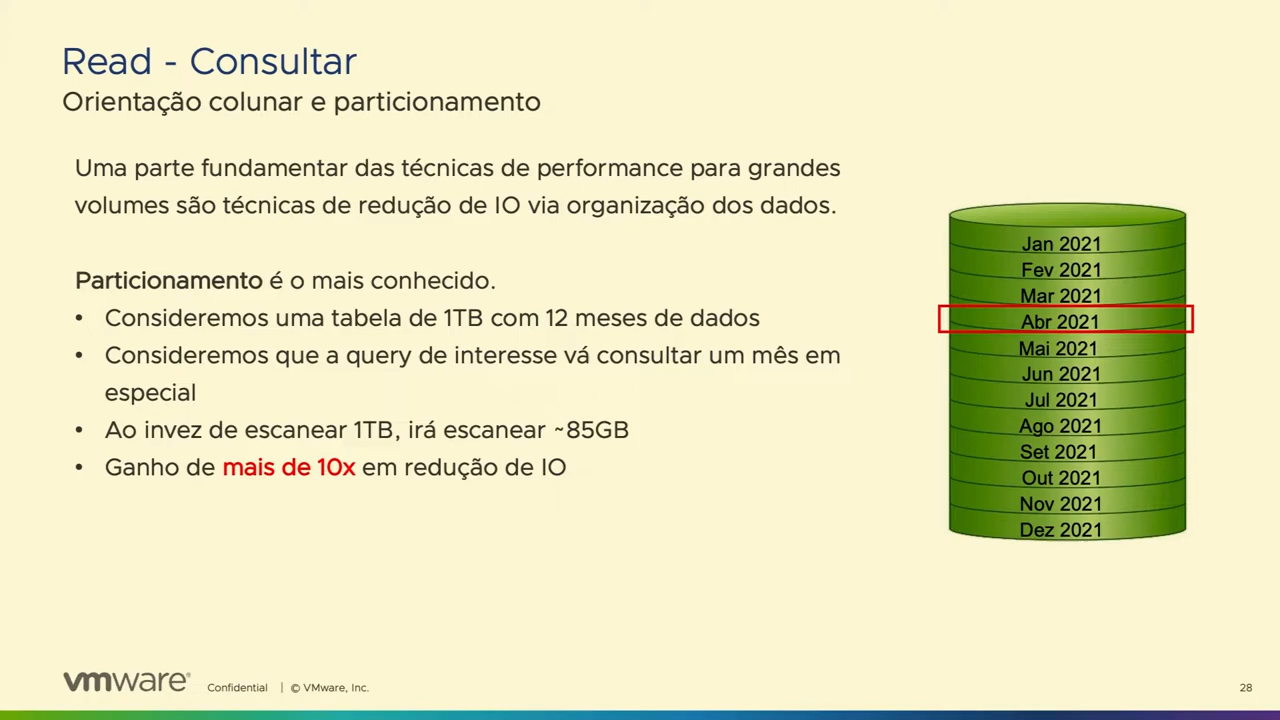 Read - Consultar
Orientação colunar e particionamento
Uma parte fundamentar das técnicas de performance para grandes
volumes são técnicas de redução de IO via organização dos dados.
Particionamento é o mais conhecido.
• Consideremos uma tabela de 1TB com 12 meses de dados
• Consideremos que a query de interesse vá consultar um mês em
especial
• Ao invez de escanear 1TB, irá escanear ~85GB
• Ganho de mais de 10x em redução de IO
Jan 2021
Fev 2021
Mar 2021
Abr 2021
Mai 2021
Jun 2021
Jul 2021
Ago 2021
Set 2021
Out 2021
Nov 2021
Dez 2021
vmware® Confidential | © VMware, Inc. 28